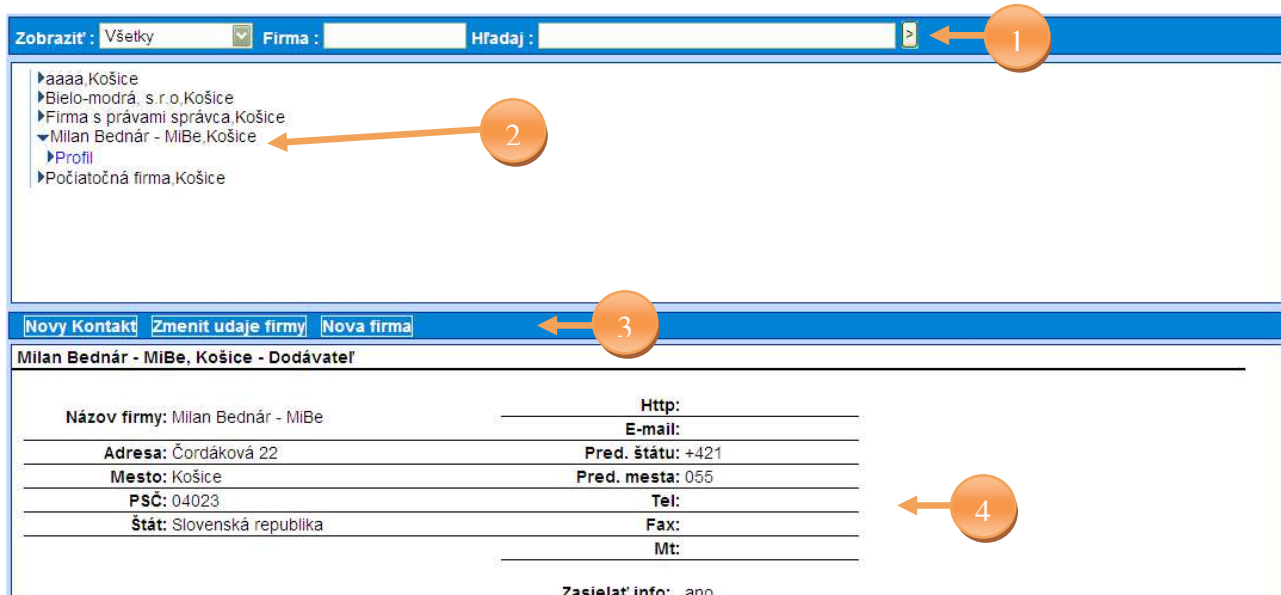 Zobraziť : Všetky Firma : Hľadaj : > 1
aaaa,Košice
Bielo-modrá, s.r.o,Košice
Firma s právami správca,Košice
Milan Bednár - MiBe,Košice 2
Profil
Počiatočná firma,Košice
Novy Kontakt Zmenit udaje firmy Nova firma 3
Milan Bednár - MiBe, Košice - Dodávateľ
Názov firmy: Milan Bednár - MiBe
Adresa: Čordáková 22
Mesto: Košice
PSČ: 04023
Štát: Slovenská republika
Http:
E-mail:
Pred. štátu: +421
Pred. mesta: 055
Tel:
Fax:
Mt:
4
Zasielať info: ano